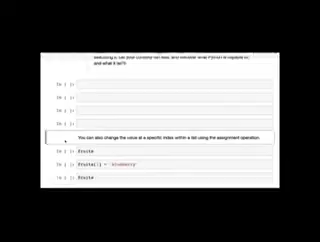 and what it isn't!
In [ ]:
In [ ]:
In [ ]:
In [ ]:
You can also change the value at a specific index within a list using the assignment operation.
In [ ]: fruits
In [ ]: fruits[1] = 'blueberry'
In [ ]: fruits